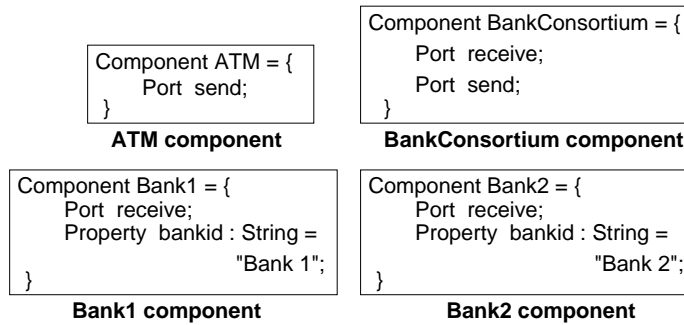 Component ATM = {
Port send;
}
ATM component
Component BankConsortium = {
Port receive;
Port send;
}
BankConsortium component
Component Bank1 = {
Port receive;
Property bankid : String =
"Bank 1";
}
Bank1 component
Component Bank2 = {
Port receive;
Property bankid : String =
"Bank 2";
}
Bank2 component